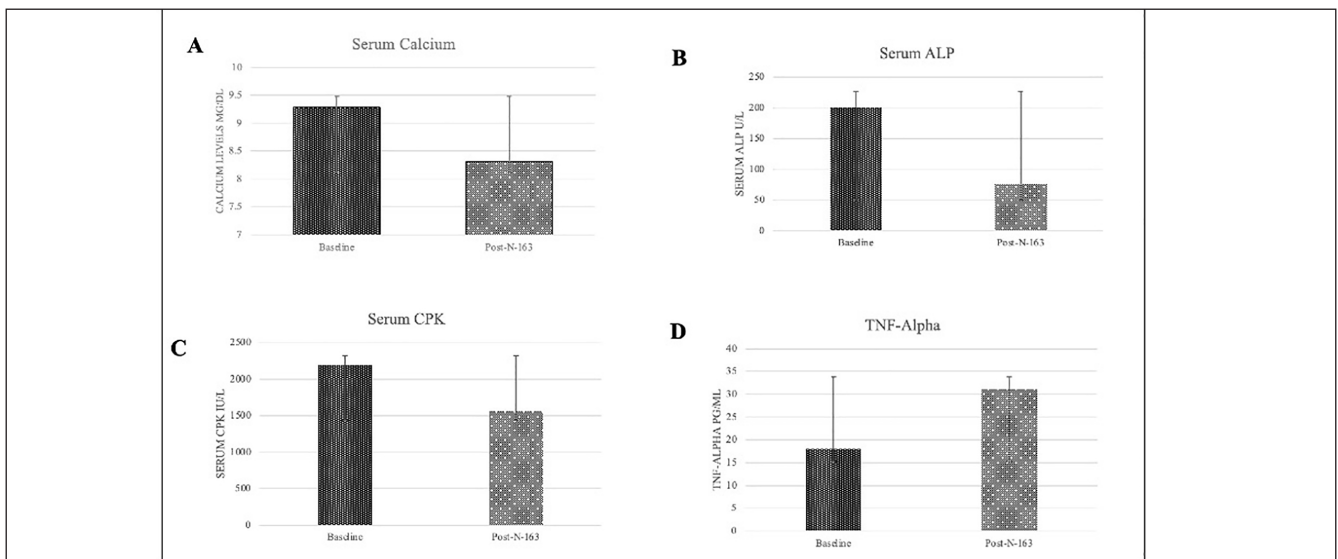 A
Serum Calcium
10
9.5
9
8.5
8
7.5
7
CALCIUM LEVELS MG/DL
Baseline
Post-N-163
B
Serum ALP
250
200
150
100
50
0
SERUM ALP U/L
Baseline
Post-N-163
C
Serum CPK
2500
2000
1500
1000
500
0
SERUM CPK IU/L
Baseline
Post-N-163
D
TNF-Alpha
40
35
30
25
20
15
10
5
0
TNF-ALPHA PG/ML
Baseline
Post-N-163